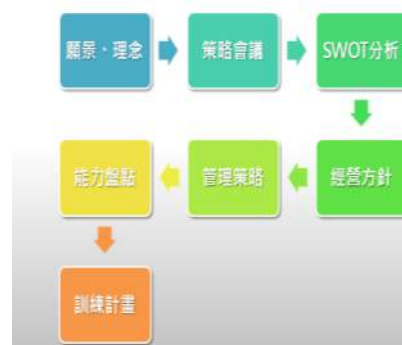 願景、理念
策略會議
SWOT分析
經營方針
管理策略
能力盤點
訓練計畫